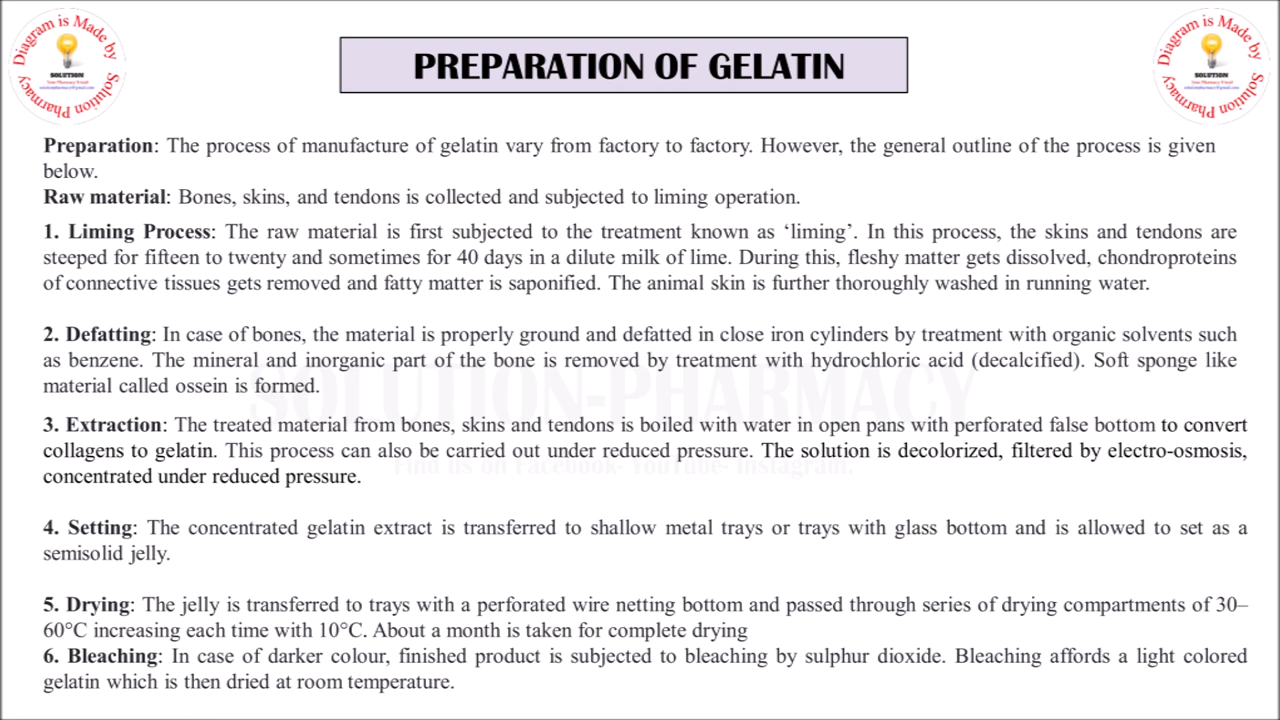 Diagram is Made by Solution Pharmacy
SOLUTION
Diagram is Made by Solution Pharmacy
SOLUTION
PREPARATION OF GELATIN
Preparation: The process of manufacture of gelatin vary from factory to factory. However, the general outline of the process is given
below.
Raw material: Bones, skins, and tendons is collected and subjected to liming operation.
1. Liming Process: The raw material is first subjected to the treatment known as ‘liming’. In this process, the skins and tendons are
steeped for fifteen to twenty and sometimes for 40 days in a dilute milk of lime. During this, fleshy matter gets dissolved, chondroproteins
of connective tissues gets removed and fatty matter is saponified. The animal skin is further thoroughly washed in running water.
2. Defatting: In case of bones, the material is properly ground and defatted in close iron cylinders by treatment with organic solvents such
as benzene. The mineral and inorganic part of the bone is removed by treatment with hydrochloric acid (decalcified). Soft sponge like
material called ossein is formed.
SOLUTION-PHARMACY
3. Extraction: The treated material from bones, skins and tendons is boiled with water in open pans with perforated false bottom to convert
collagens to gelatin. This process can also be carried out under reduced pressure. The solution is decolorized, filtered by electro-osmosis,
Find us on Facebook- YouTube- Instagram.
concentrated under reduced pressure.
4. Setting: The concentrated gelatin extract is transferred to shallow metal trays or trays with glass bottom and is allowed to set as a
semisolid jelly.
5. Drying: The jelly is transferred to trays with a perforated wire netting bottom and passed through series of drying compartments of 30–
60°C increasing each time with 10°C. About a month is taken for complete drying
6. Bleaching: In case of darker colour, finished product is subjected to bleaching by sulphur dioxide. Bleaching affords a light colored
gelatin which is then dried at room temperature.